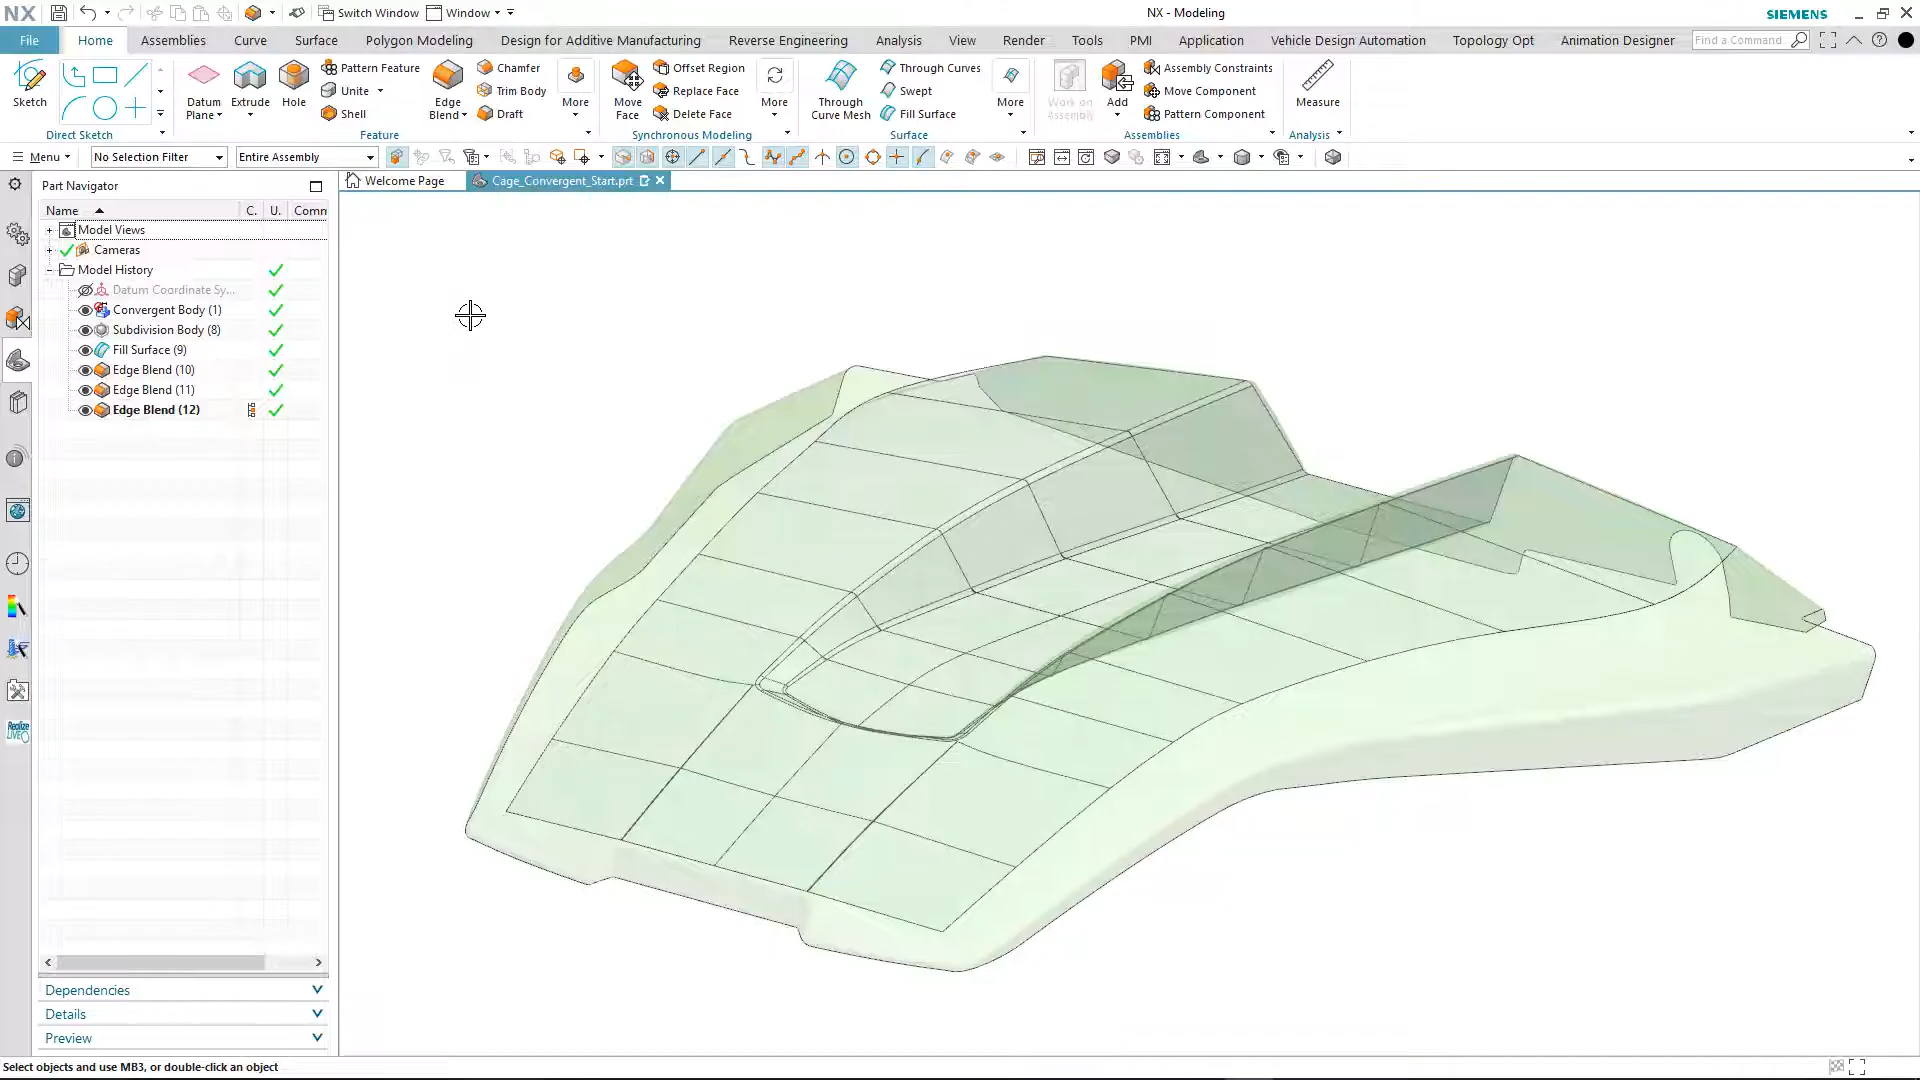 NX Switch Window Window NX - Modeling SIEMENS
File Home Assemblies Curve Surface Polygon Modeling Design for Additive Manufacturing Reverse Engineering Analysis View Render Tools PMI Application Vehicle Design Automation Topology Opt Animation Designer Find a Command
Sketch
Direct Sketch
Datum Plane
Extrude
Hole
Pattern Feature
Unite
Shell
Edge Blend
Chamfer
Trim Body
Draft
More
Feature
Move Face
Offset Region
Replace Face
Delete Face
More
Synchronous Modeling
Through Curve Mesh
Through Curves
Swept
Fill Surface
More
Surface
Work on Assembly
Add
Assembly Constraints
Move Component
Pattern Component
Assemblies
Measure
Analysis
Menu No Selection Filter Entire Assembly
Part Navigator
Welcome Page Cage_Convergent_Start.prt
Name C. U. Comn
Model Views
Cameras
Model History
Datum Coordinate Sy...
Convergent Body (1)
Subdivision Body (8)
Fill Surface (9)
Edge Blend (10)
Edge Blend (11)
Edge Blend (12)
Realize
LIVE
Dependencies
Details
Preview
Select objects and use MB3, or double-click an object